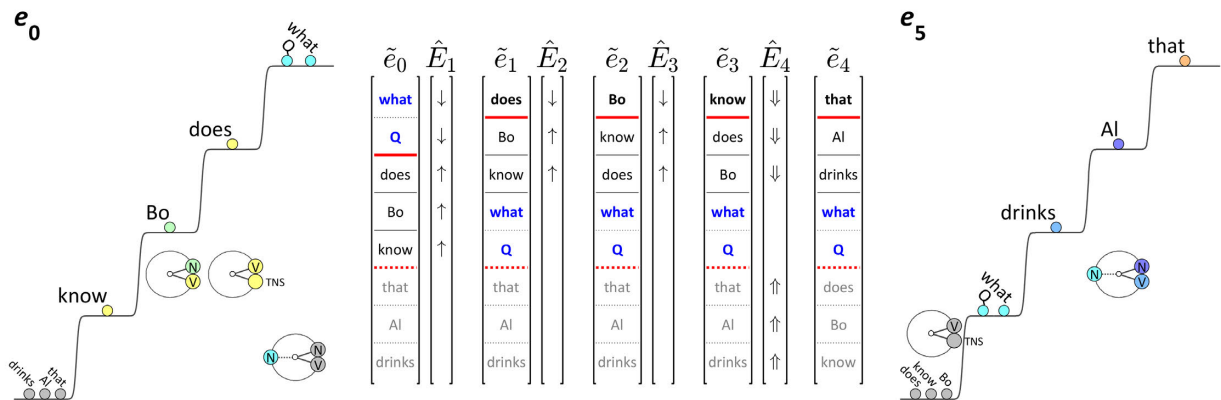 e0
Q what
does
Bo
N V
V TNS
know
N N V
drinks Al that
ẽ0 Ê1 ẽ1 Ê2 ẽ2 Ê3 ẽ3 Ê4 ẽ4
what ↓ does ↓ Bo ↓ know ⇓ that
Q ↓ Bo ↑ know ↑ does ⇓ Al
does ↑ know ↑ does ↑ Bo ⇓ drinks
Bo ↑ what what what what
know ↑ Q Q Q Q
that that that that ⇑ does
Al Al Al Al ⇑ Bo
drinks drinks drinks drinks ⇑ know
e5
that
Al
drinks
N N V
Q what
V TNS
does know Bo